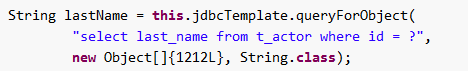 String lastName = this.jdbcTemplate.queryForObject(
"select last_name from t_actor where id = ?",
new Object[]{1212L}, String.class);